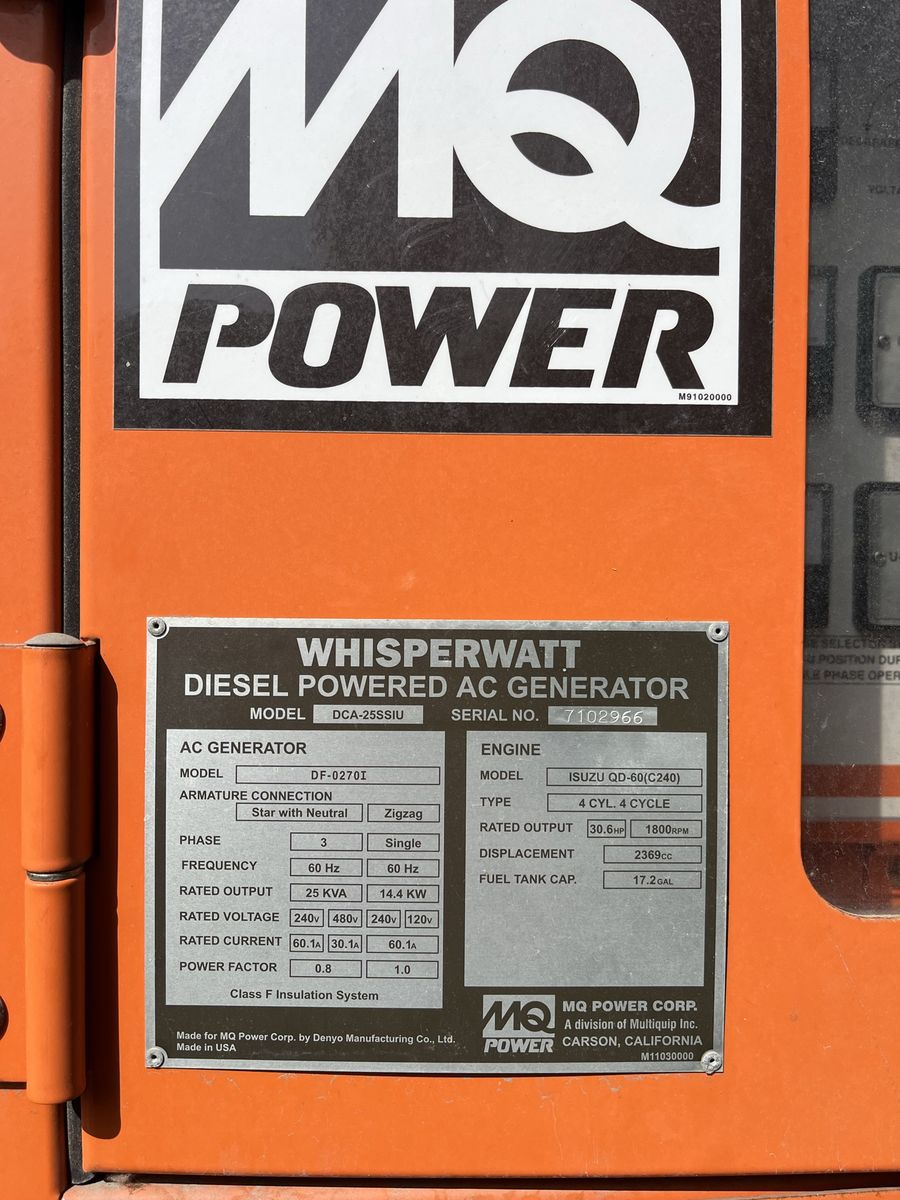 MQ
POWER
M91020000
WHISPERWATT
DIESEL POWERED AC GENERATOR
MODEL DCA-25SSIU SERIAL NO. 7102966
AC GENERATOR
MODEL DF-0270I
ARMATURE CONNECTION
Star with Neutral Zigzag
PHASE 3 Single
FREQUENCY 60 Hz 60 Hz
RATED OUTPUT 25 KVA 14.4 KW
RATED VOLTAGE 240V 480V 240V 120V
RATED CURRENT 60.1A 30.1A 60.1A
POWER FACTOR 0.8 1.0
Class F Insulation System
ENGINE
MODEL ISUZU QD-60(C240)
TYPE 4 CYL. 4 CYCLE
RATED OUTPUT 30.6HP 1800RPM
DISPLACEMENT 2369CC
FUEL TANK CAP. 17.2GAL
Made for MQ Power Corp. by Denyo Manufacturing Co., Ltd.
Made in USA
MQ
POWER
MQ POWER CORP.
A division of Multiquip Inc.
CARSON, CALIFORNIA
M11030000
SELECTOR
POSITION DUR
PHASE OPER